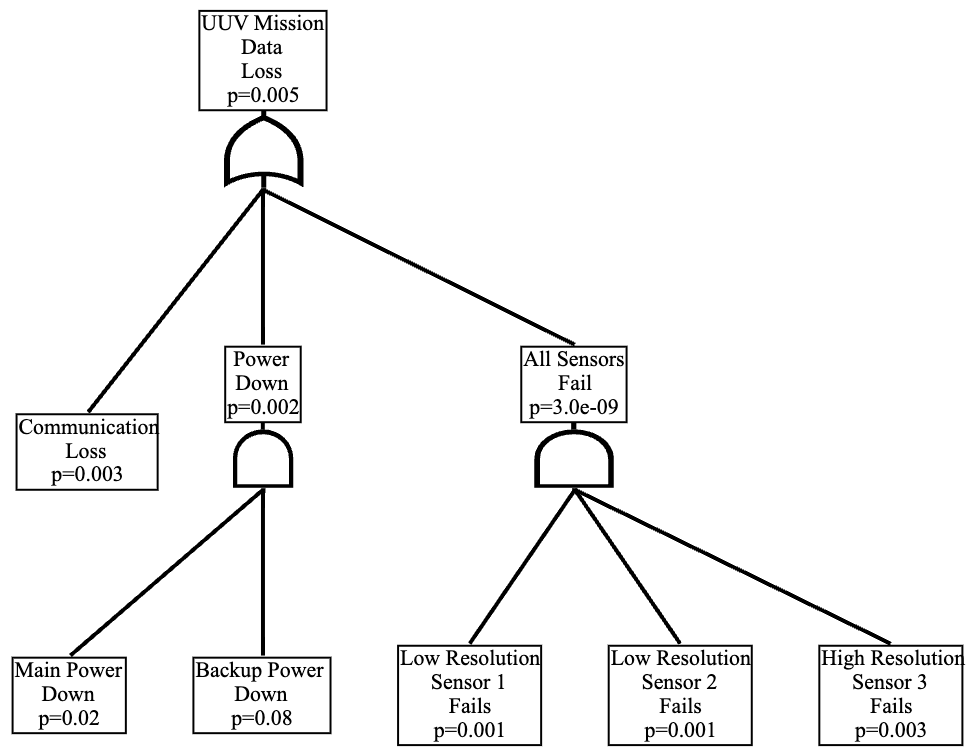 UUV Mission
Data
Loss
p=0.005
Power
Down
p=0.002
All Sensors
Fail
p=3.0e-09
Communication
Loss
p=0.003
Main Power
Down
p=0.02
Backup Power
Down
p=0.08
Low Resolution
Sensor 1
Fails
p=0.001
Low Resolution
Sensor 2
Fails
p=0.001
High Resolution
Sensor 3
Fails
p=0.003